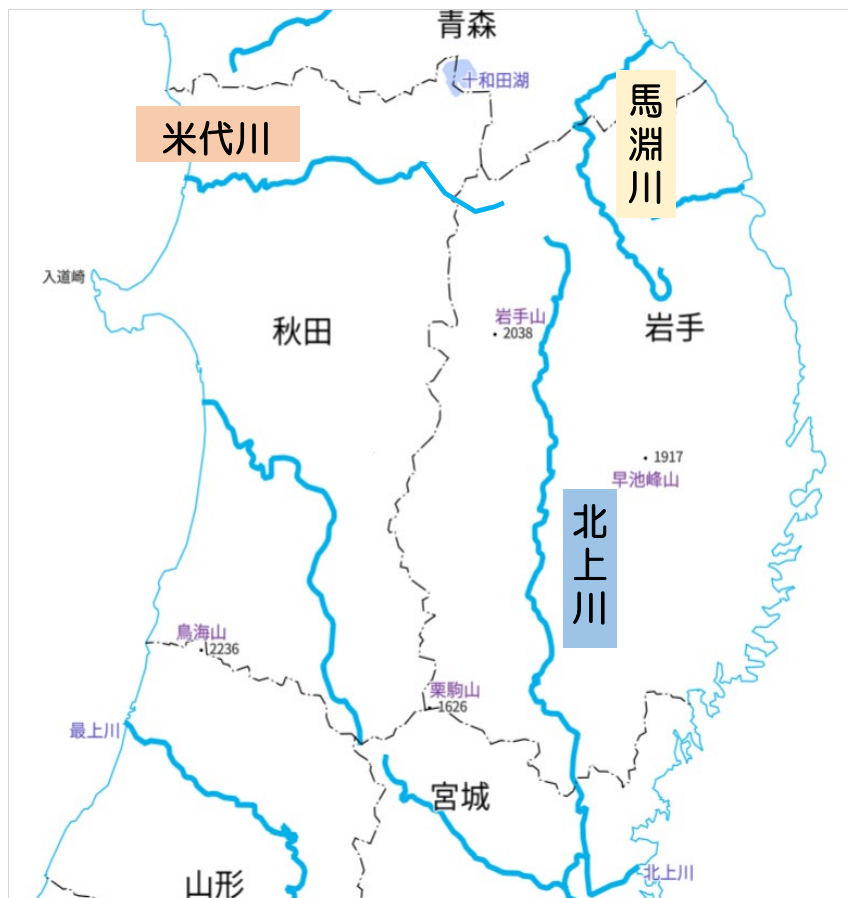 青森
十和田湖
馬淵川
米代川
入道崎
秋田
岩手山
2038
岩手
1917
早池峰山
北上川
鳥海山
2236
栗駒山
1626
最上川
宮城
北上川
山形